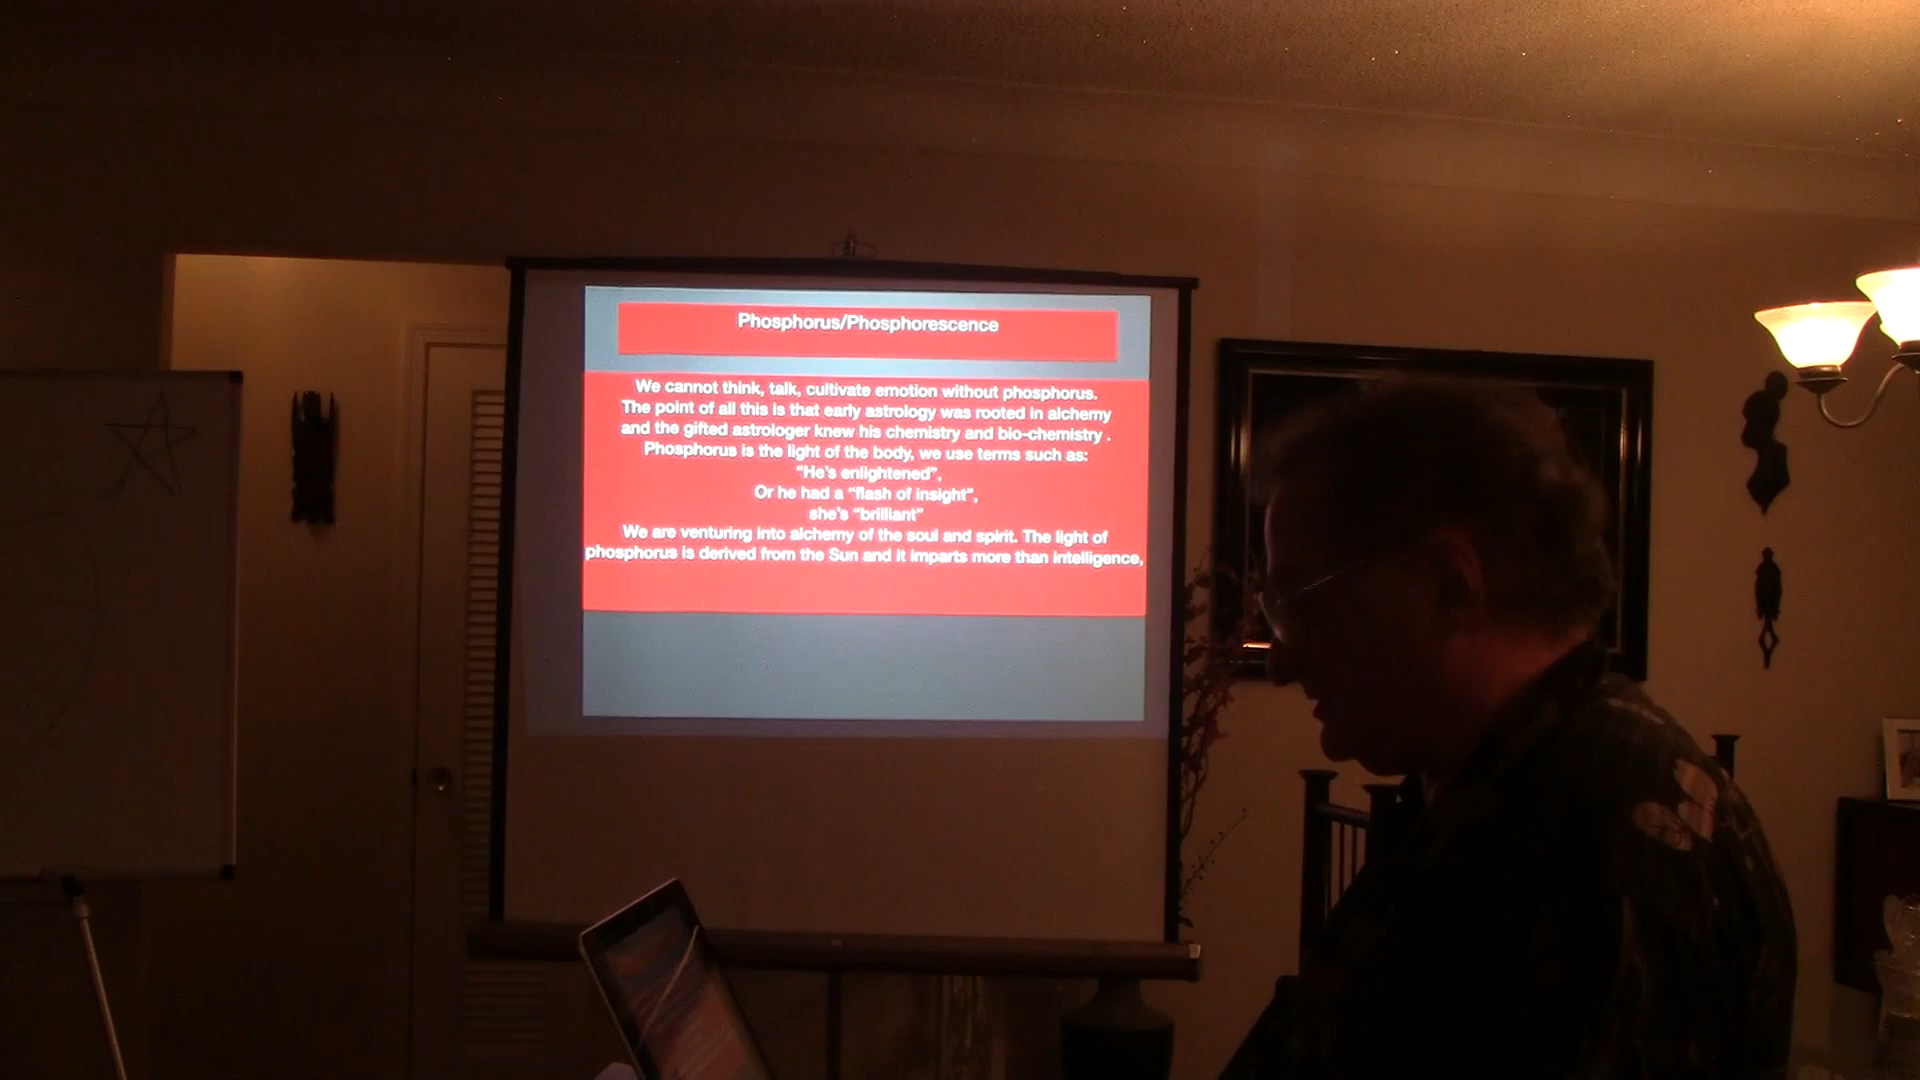 Phosphorus/Phosphorescence
We cannot think, talk, cultivate emotion without phosphorus.
The point of all this is that early astrology was rooted in alchemy
and the gifted astrologer knew his chemistry and bio-chemistry .
Phosphorus is the light of the body, we use terms such as:
“He’s enlightened”,
Or he had a “flash of insight”,
she’s “brilliant”
We are venturing into alchemy of the soul and spirit. The light of
phosphorus is derived from the Sun and it imparts more than intelligence,